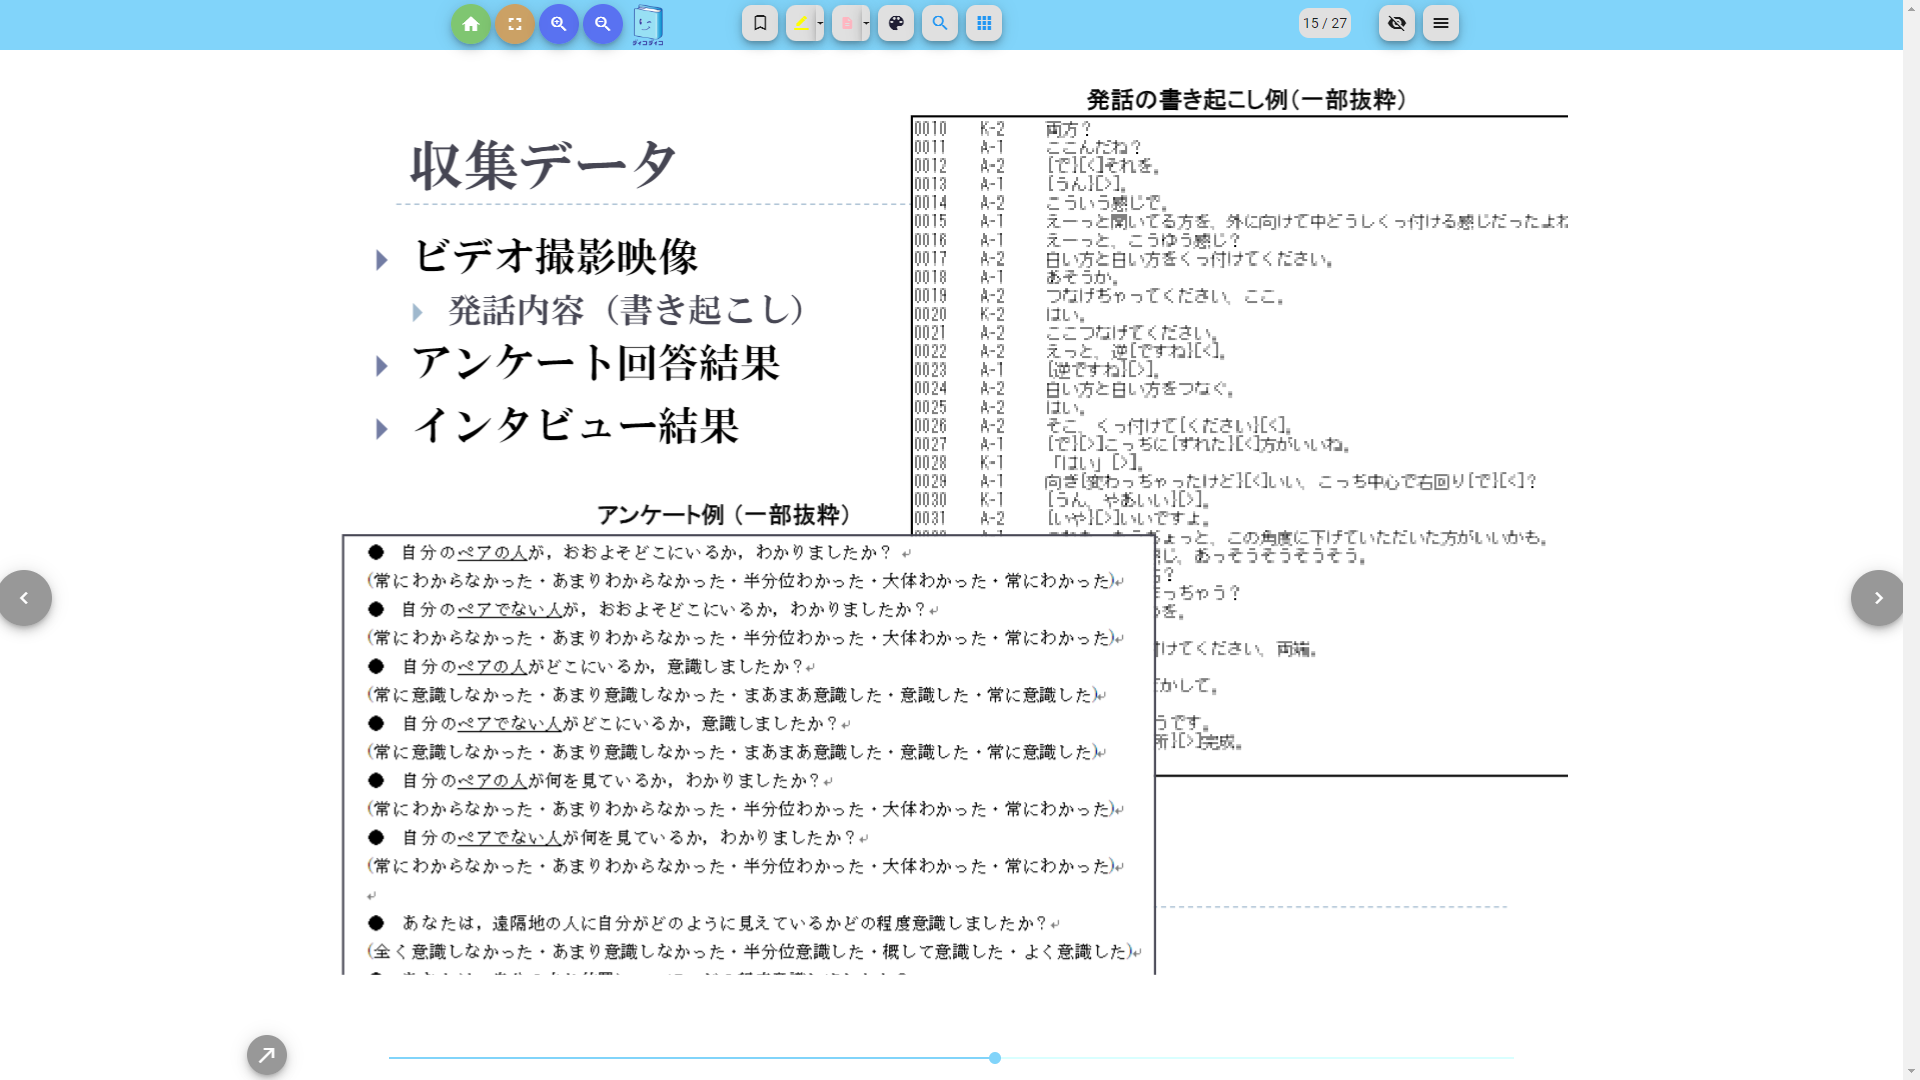 ディコディコ
15 / 27
収集データ
ビデオ撮影映像
発話内容（書き起こし）
アンケート回答結果
インタビュー結果
発話の書き起こし例（一部抜粋）
0010 K-2 両方？
0011 A-1 ここんだね？
0012 A-2 [で][<]それを。
0013 A-1 [うん][>]。
0014 A-2 こういう感じで。
0015 A-1 えーっと開いてる方を、外に向けて中どうしくっ付ける感じだったよね
0016 A-1 えーっと、こうゆう感じ？
0017 A-2 白い方と白い方をくっ付けてください。
0018 A-1 あそうか。
0019 A-2 つなげちゃってください、ここ。
0020 K-2 はい。
0021 A-2 ここつなげてください。
0022 A-2 えっと、逆[ですね][<]。
0023 A-1 [逆ですね][>]。
0024 A-2 白い方と白い方をつなぐ。
0025 A-2 はい。
0026 A-2 そこ、くっ付けて[ください][<]。
0027 A-1 [で][>]こっちに[ずれた][<]方がいいね。
0028 K-1 「はい」[>]。
0029 A-1 向き[変わっちゃったけど][<]いい、こっち中心で右回り[で][<]？
0030 K-1 [うん、やあいい][>]。
0031 A-2 [いや][>]いいですよ。
ょっと、この角度に下げていただいた方がいいかも。
じ、あっそうそうそうそう。
？
まっちゃう？
を。
付けてください、両端。
かして。
うです。
所][>]完成。
アンケート例（一部抜粋）
● 自分のペアの人が，おおよそどこにいるか，わかりましたか？↵
(常にわからなかった・あまりわからなかった・半分位わかった・大体わかった・常にわかった)↵
● 自分のペアでない人が，おおよそどこにいるか，わかりましたか？↵
(常にわからなかった・あまりわからなかった・半分位わかった・大体わかった・常にわかった)↵
● 自分のペアの人がどこにいるか，意識しましたか？↵
(常に意識しなかった・あまり意識しなかった・まあまあ意識した・意識した・常に意識した)↵
● 自分のペアでない人がどこにいるか，意識しましたか？↵
(常に意識しなかった・あまり意識しなかった・まあまあ意識した・意識した・常に意識した)↵
● 自分のペアの人が何を見ているか，わかりましたか？↵
(常にわからなかった・あまりわからなかった・半分位わかった・大体わかった・常にわかった)↵
● 自分のペアでない人が何を見ているか，わかりましたか？↵
(常にわからなかった・あまりわからなかった・半分位わかった・大体わかった・常にわかった)↵
↵
● あなたは，遠隔地の人に自分がどのように見えているかどの程度意識しましたか？↵
(全く意識しなかった・あまり意識しなかった・半分位意識した・概して意識した・よく意識した)↵